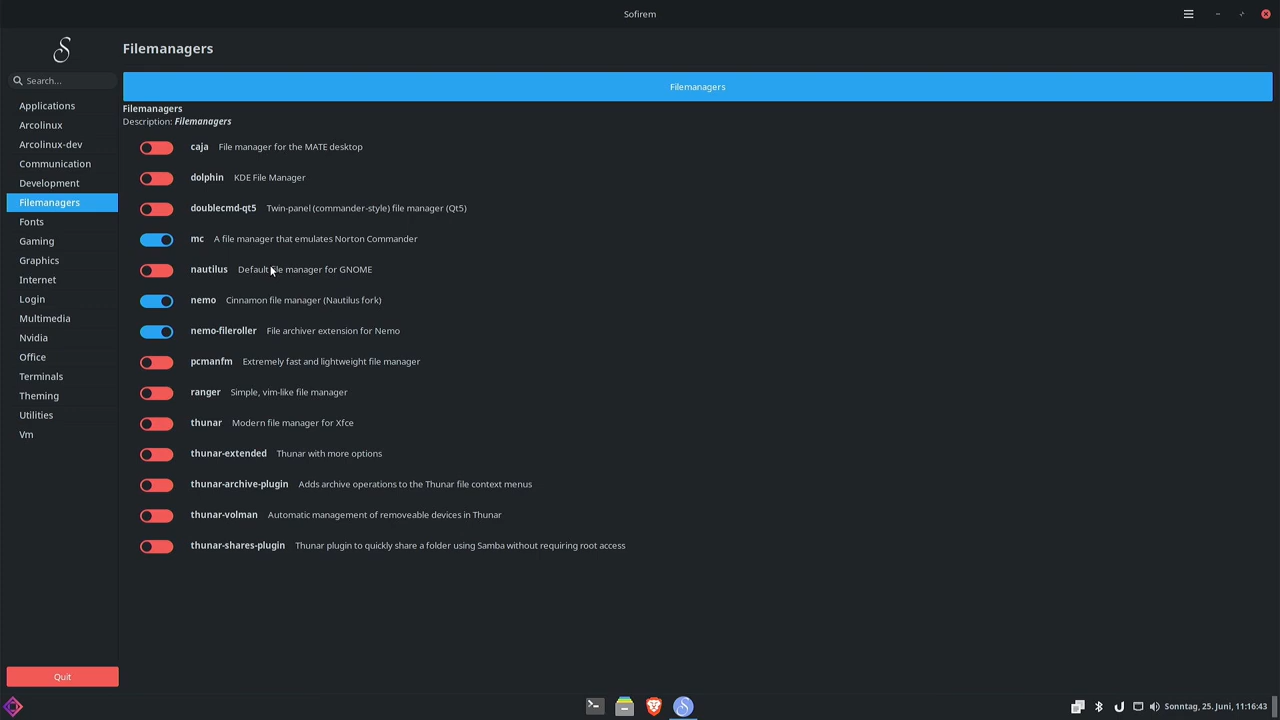 Sofirem
Filemanagers
Search...
Filemanagers
Filemanagers
Description: Filemanagers
Applications
Arcolinux
Arcolinux-dev
Communication
Development
Filemanagers
Fonts
Gaming
Graphics
Internet
Login
Multimedia
Nvidia
Office
Terminals
Theming
Utilities
Vm
caja File manager for the MATE desktop
dolphin KDE File Manager
doublecmd-qt5 Twin-panel (commander-style) file manager (Qt5)
mc A file manager that emulates Norton Commander
nautilus Default file manager for GNOME
nemo Cinnamon file manager (Nautilus fork)
nemo-fileroller File archiver extension for Nemo
pcmanfm Extremely fast and lightweight file manager
ranger Simple, vim-like file manager
thunar Modern file manager for Xfce
thunar-extended Thunar with more options
thunar-archive-plugin Adds archive operations to the Thunar file context menus
thunar-volman Automatic management of removeable devices in Thunar
thunar-shares-plugin Thunar plugin to quickly share a folder using Samba without requiring root access
Quit
Sonntag, 25. Juni, 11:16:43